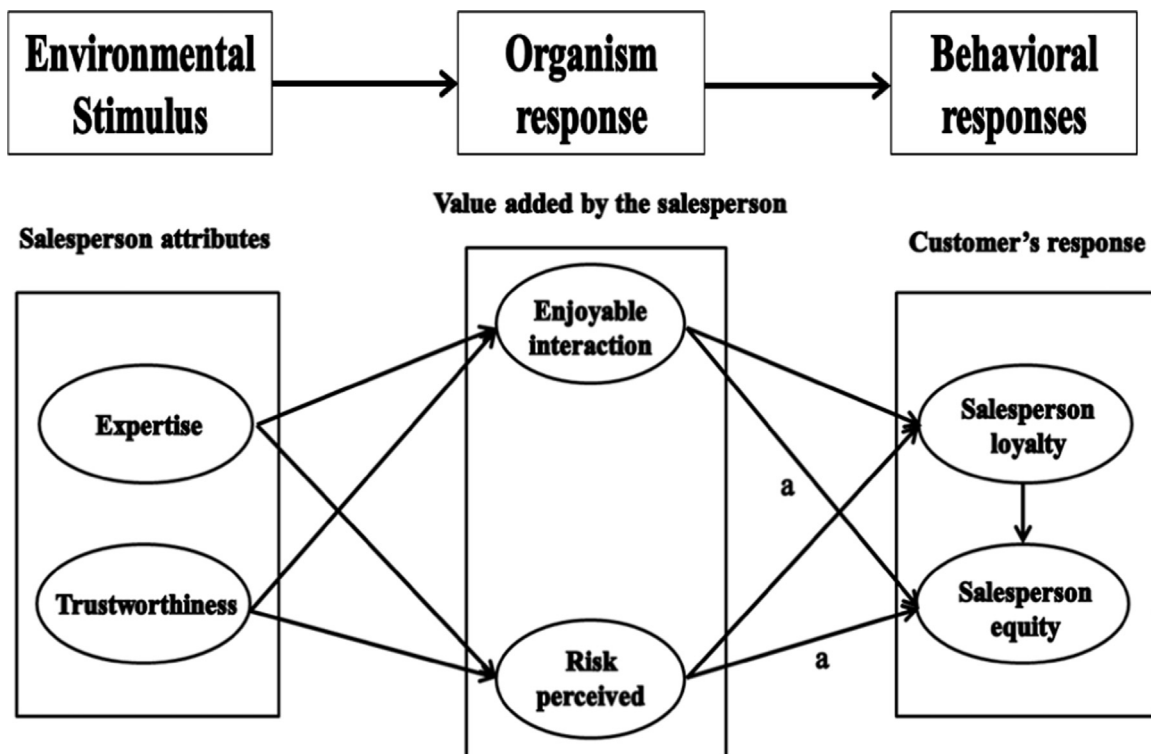 Environmental
Stimulus
Organism
response
Behavioral
responses
Value added by the salesperson
Salesperson attributes
Customer’s response
Enjoyable
interaction
Expertise
Salesperson
loyalty
a
Trustworthiness
Salesperson
equity
Risk
perceived
a